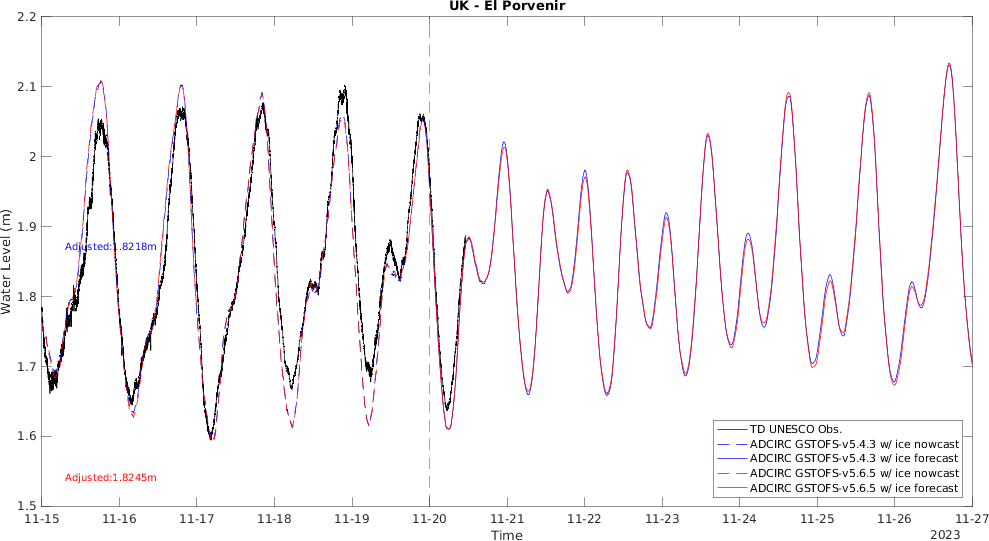 UK - El Porvenir
2.2
2.1
2
1.9
1.8
1.7
1.6
1.5
Water Level (m)
Adjusted:1.8218m
Adjusted:1.8245m
TD UNESCO Obs.
ADCIRC GSTOFS-v5.4.3 w/ ice nowcast
ADCIRC GSTOFS-v5.4.3 w/ ice forecast
ADCIRC GSTOFS-v5.6.5 w/ ice nowcast
ADCIRC GSTOFS-v5.6.5 w/ ice forecast
11-15 11-16 11-17 11-18 11-19 11-20 11-21 11-22 11-23 11-24 11-25 11-26 11-27
Time
2023